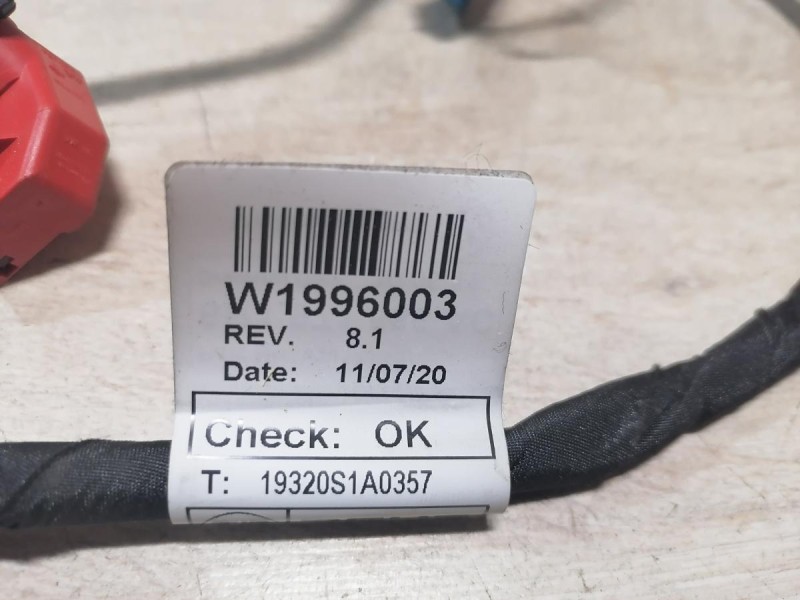 W1996003
REV. 8.1
Date: 11/07/20
Check: OK
T: 19320S1A0357